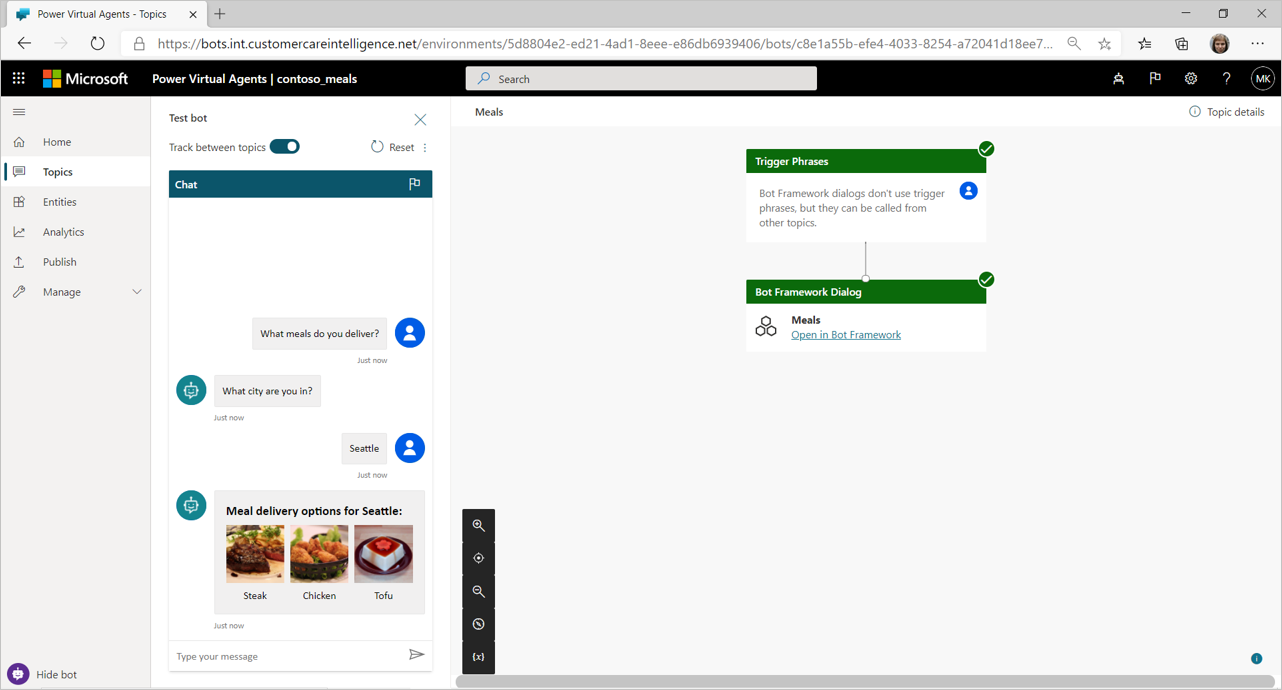 Power Virtual Agents - Topics
https://bots.int.customercareintelligence.net/environments/5d8804e2-ed21-4ad1-8eee-e86db6939406/bots/c8e1a55b-efe4-4033-8254-a72041d18ee7...
Microsoft
Power Virtual Agents | contoso_meals
Search
?
MK
Home
Topics
Entities
Analytics
Publish
Manage
Hide bot
Test bot
Track between topics
Reset
Chat
What meals do you deliver?
Just now
What city are you in?
Just now
Seattle
Just now
Meal delivery options for Seattle:
Steak Chicken Tofu
Just now
Type your message
Meals
Topic details
Trigger Phrases
Bot Framework dialogs don't use trigger
phrases, but they can be called from
other topics.
Bot Framework Dialog
Meals
Open in Bot Framework
{x}